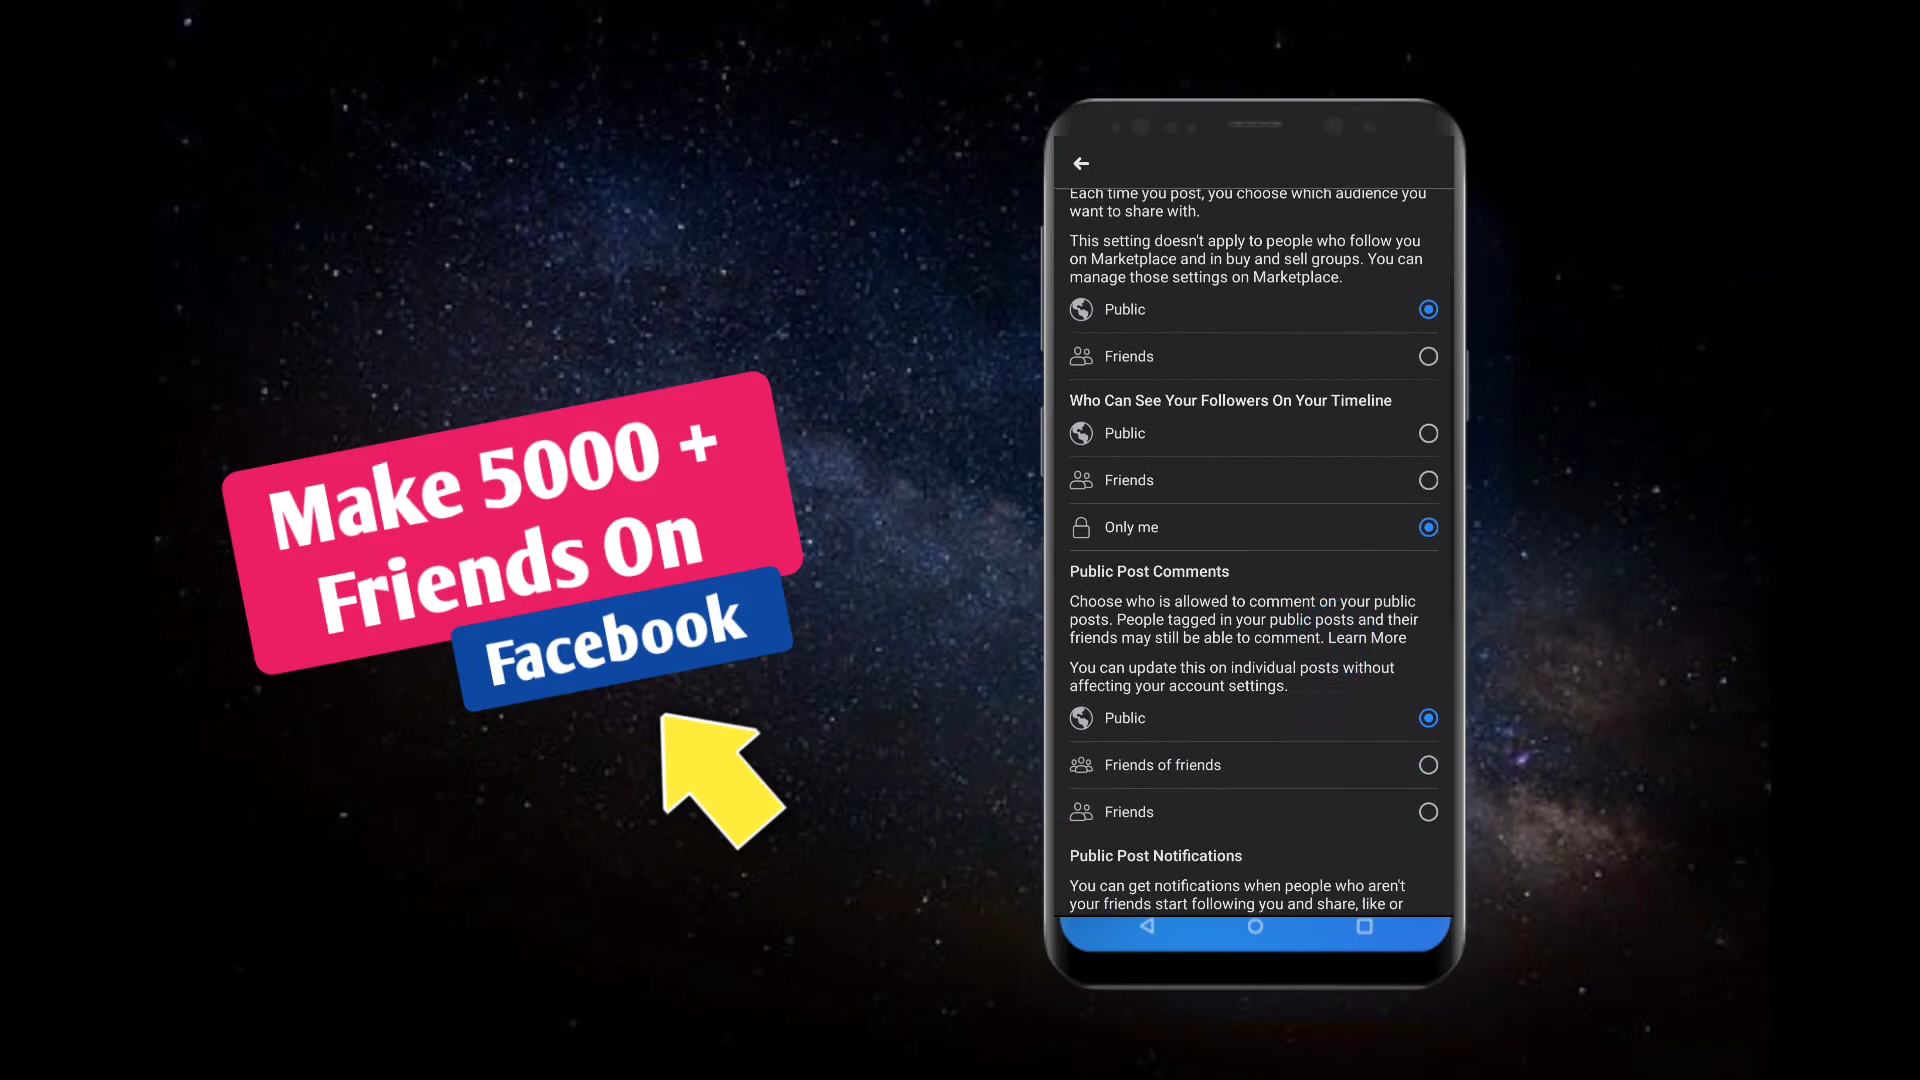 Make 5000 +
Friends On
Facebook
Each time you post, you choose which audience you
want to share with.
This setting doesn't apply to people who follow you
on Marketplace and in buy and sell groups. You can
manage those settings on Marketplace.
Public
Friends
Who Can See Your Followers On Your Timeline
Public
Friends
Only me
Public Post Comments
Choose who is allowed to comment on your public
posts. People tagged in your public posts and their
friends may still be able to comment. Learn More
You can update this on individual posts without
affecting your account settings.
Public
Friends of friends
Friends
Public Post Notifications
You can get notifications when people who aren't
your friends start following you and share, like or